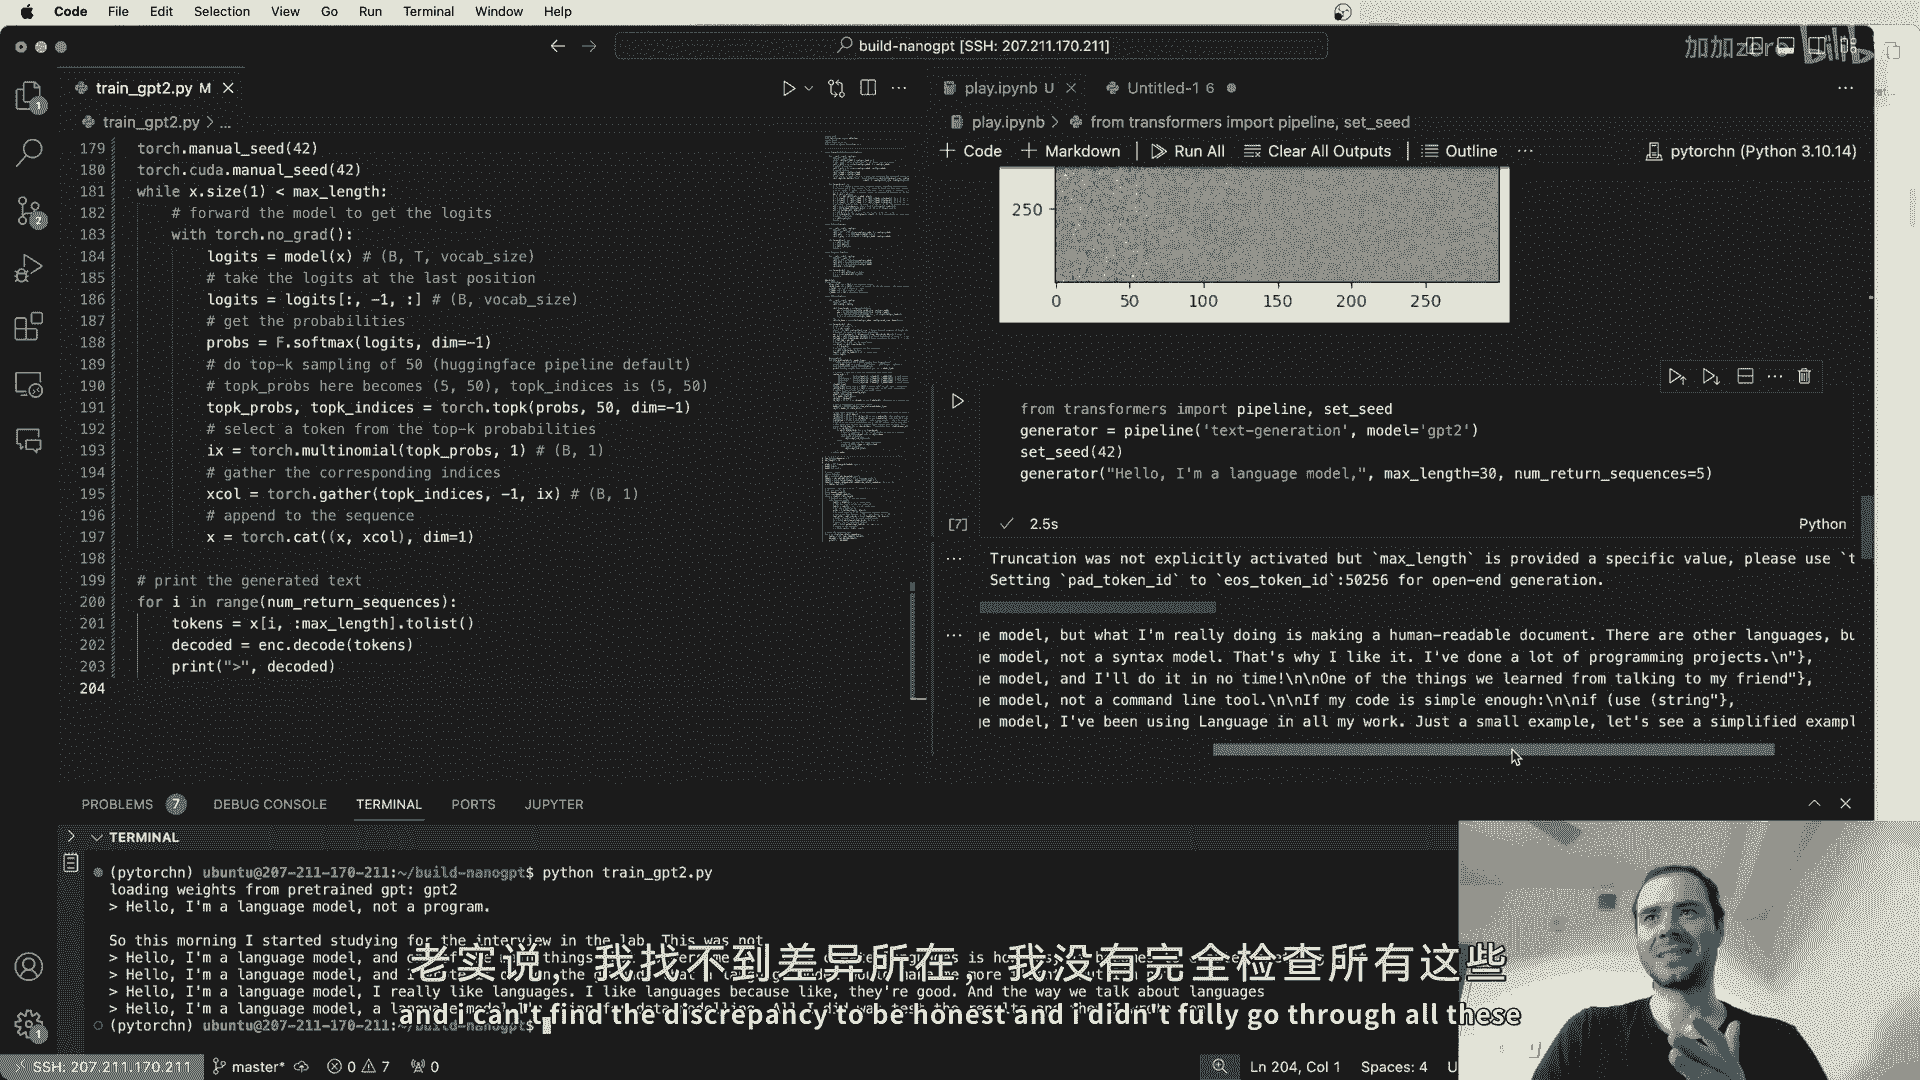 Code File Edit Selection View Go Run Terminal Window Help
build-nanogpt [SSH: 207.211.170.211]
加加zero bilib
train_gpt2.py M
train_gpt2.py > ...
179 torch.manual_seed(42)
180 torch.cuda.manual_seed(42)
181 while x.size(1) < max_length:
182 # forward the model to get the logits
183 with torch.no_grad():
184 logits = model(x) # (B, T, vocab_size)
185 # take the logits at the last position
186 logits = logits[:, -1, :] # (B, vocab_size)
187 # get the probabilities
188 probs = F.softmax(logits, dim=-1)
189 # do top-k sampling of 50 (huggingface pipeline default)
190 # topk_probs here becomes (5, 50), topk_indices is (5, 50)
191 topk_probs, topk_indices = torch.topk(probs, 50, dim=-1)
192 # select a token from the top-k probabilities
193 ix = torch.multinomial(topk_probs, 1) # (B, 1)
194 # gather the corresponding indices
195 xcol = torch.gather(topk_indices, -1, ix) # (B, 1)
196 # append to the sequence
197 x = torch.cat((x, xcol), dim=1)
198
199 # print the generated text
200 for i in range(num_return_sequences):
201 tokens = x[i, :max_length].tolist()
202 decoded = enc.decode(tokens)
203 print(">", decoded)
204
play.ipynb U Untitled-1 6
play.ipynb > from transformers import pipeline, set_seed
+ Code + Markdown Run All Clear All Outputs Outline ... pytorchn (Python 3.10.14)
250
0 50 100 150 200 250
from transformers import pipeline, set_seed
generator = pipeline('text-generation', model='gpt2')
set_seed(42)
generator("Hello, I'm a language model,", max_length=30, num_return_sequences=5)
[7] 2.5s Python
Truncation was not explicitly activated but `max_length` is provided a specific value, please use `t
Setting `pad_token_id` to `eos_token_id`:50256 for open-end generation.
ge model, but what I'm really doing is making a human-readable document. There are other languages, bu
ge model, not a syntax model. That's why I like it. I've done a lot of programming projects.\n"},
ge model, and I'll do it in no time!\n\nOne of the things we learned from talking to my friend"},
ge model, not a command line tool.\n\nIf my code is simple enough:\n\nif (use (string"},
ge model, I've been using Language in all my work. Just a small example, let's see a simplified exampl
PROBLEMS 7 DEBUG CONSOLE TERMINAL PORTS JUPYTER
TERMINAL
(pytorchn) ubuntu@207-211-170-211:~/build-nanogpt$ python train_gpt2.py
loading weights from pretrained gpt: gpt2
> Hello, I'm a language model, not a program.
So this morning I started studying for the interview in the lab. This was not
> Hello, I'm a language model, and
> Hello, I'm a language model, and
> Hello, I'm a language model, I really like languages. I like languages because like, they're good. And the way we talk about languages
> Hello, I'm a language model, a
(pytorchn) ubuntu@207-211-170-211:~/build-nanogpt$
老实说，我找不到差异所在，我没有完全检查所有这些
and i can't find the discrepancy to be honest and i didn't fully go through all these
SSH: 207.211.170.211 master* 0 7 0 Ln 204, Col 1 Spaces: 4 U